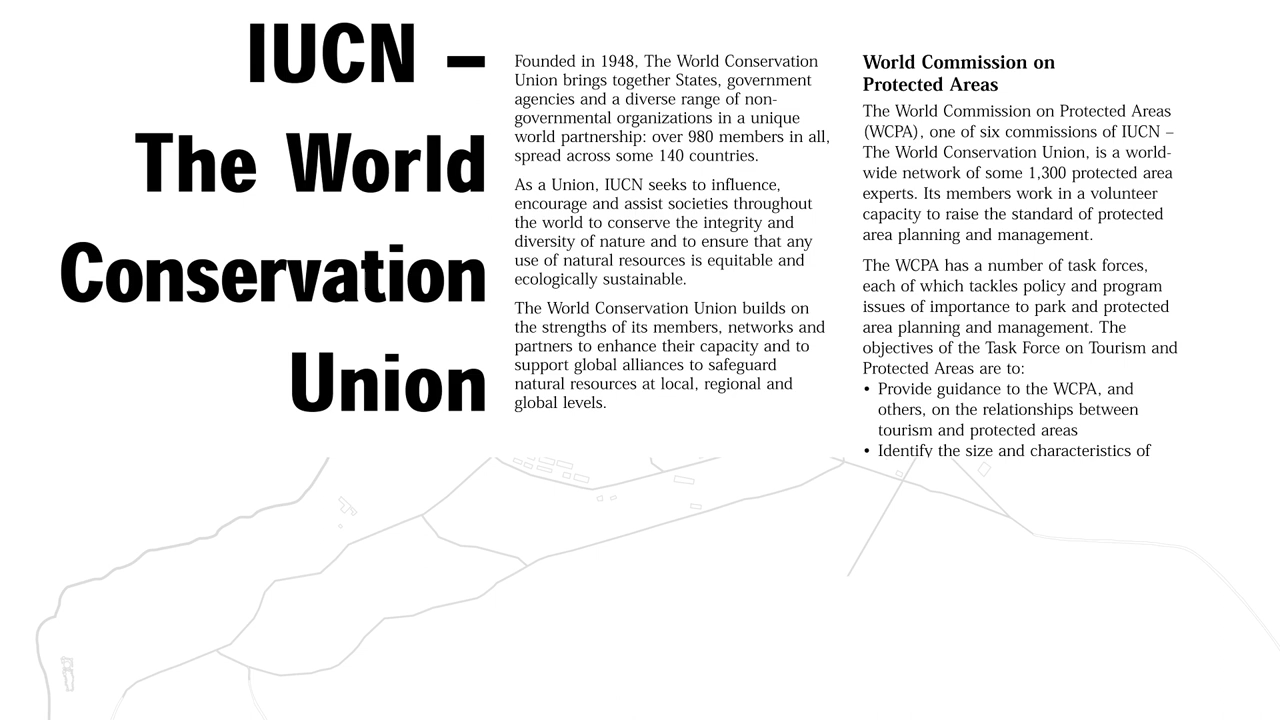 IUCN –
The World
Conservation
Union
Founded in 1948, The World Conservation
Union brings together States, government
agencies and a diverse range of non-
governmental organizations in a unique
world partnership: over 980 members in all,
spread across some 140 countries.
As a Union, IUCN seeks to influence,
encourage and assist societies throughout
the world to conserve the integrity and
diversity of nature and to ensure that any
use of natural resources is equitable and
ecologically sustainable.
The World Conservation Union builds on
the strengths of its members, networks and
partners to enhance their capacity and to
support global alliances to safeguard
natural resources at local, regional and
global levels.
World Commission on
Protected Areas
The World Commission on Protected Areas
(WCPA), one of six commissions of IUCN –
The World Conservation Union, is a world-
wide network of some 1,300 protected area
experts. Its members work in a volunteer
capacity to raise the standard of protected
area planning and management.
The WCPA has a number of task forces,
each of which tackles policy and program
issues of importance to park and protected
area planning and management. The
objectives of the Task Force on Tourism and
Protected Areas are to:
• Provide guidance to the WCPA, and
others, on the relationships between
tourism and protected areas
• Identify the size and characteristics of